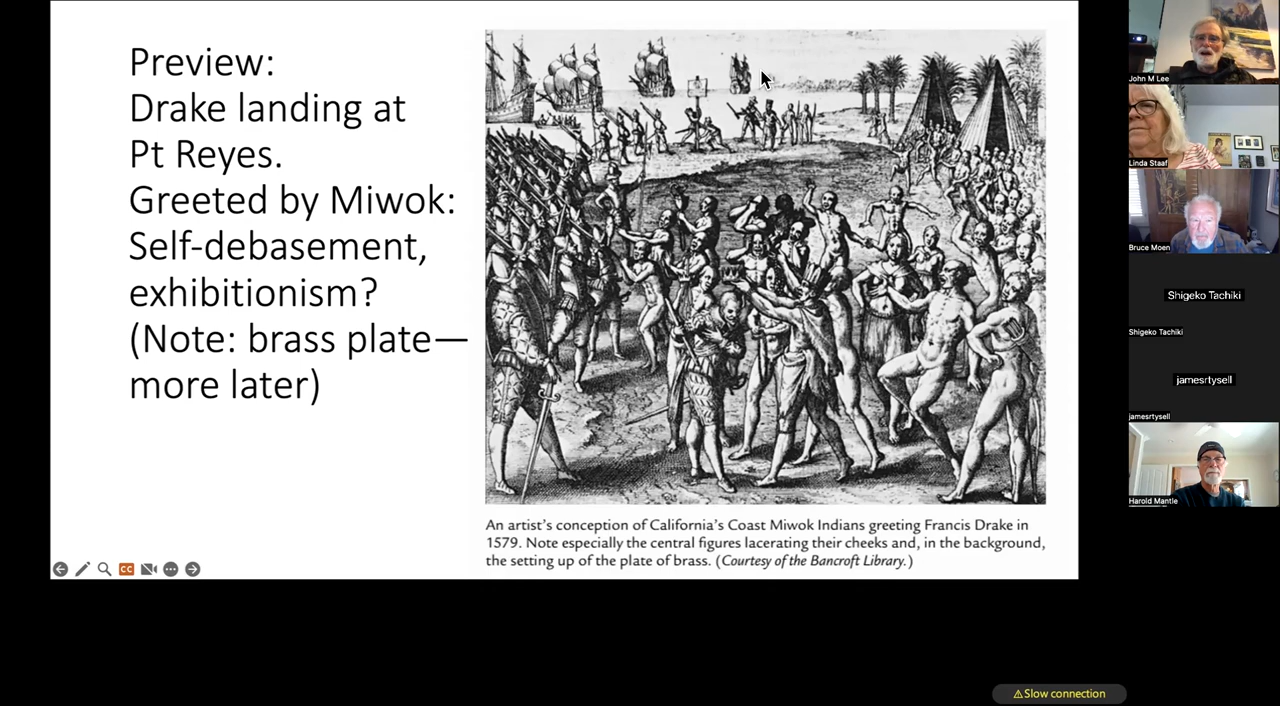 Preview:
Drake landing at
Pt Reyes.
Greeted by Miwok:
Self-debasement,
exhibitionism?
(Note: brass plate—
more later)
An artist's conception of California's Coast Miwok Indians greeting Francis Drake in
1579. Note especially the central figures lacerating their cheeks and, in the background,
the setting up of the plate of brass. (Courtesy of the Bancroft Library.)
CC
John M Lee
Linda Staaf
Bruce Moen
Shigeko Tachiki
Shigeko Tachiki
jamesrtysell
jamesrtysell
Harold Mantle
Slow connection